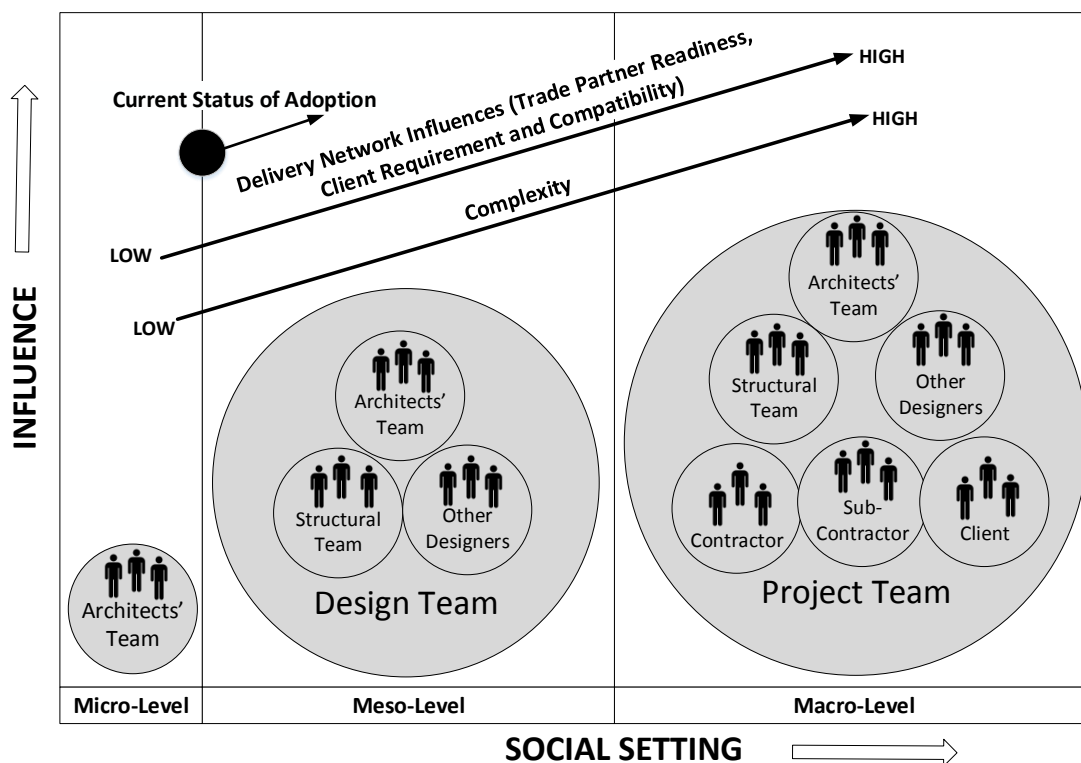 INFLUENCE
Current Status of Adoption
Delivery Network Influences (Trade Partner Readiness,
Client Requirement and Compatibility)
HIGH
LOW
Complexity
HIGH
LOW
Architects’
Team
Architects’
Team
Structural
Team
Other
Designers
Design Team
Architects’
Team
Structural
Team
Other
Designers
Contractor
Sub-
Contractor
Client
Project Team
Micro-Level
Meso-Level
Macro-Level
SOCIAL SETTING